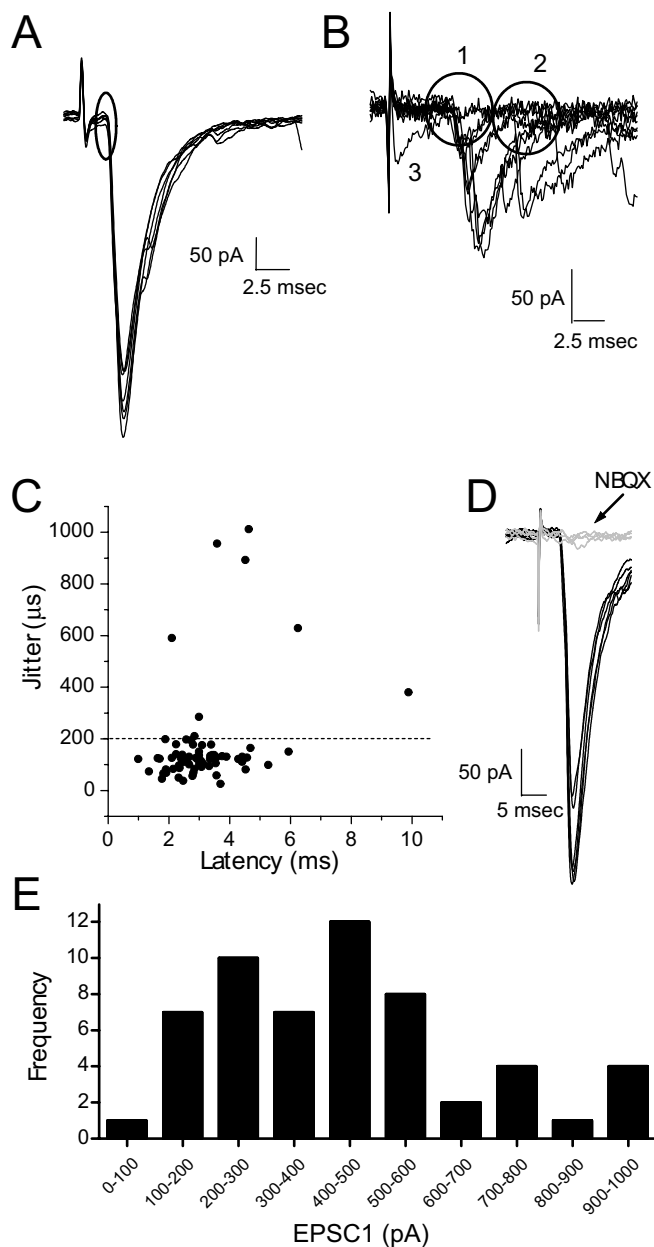 A
50 pA
2.5 msec
B
1
2
3
50 pA
2.5 msec
C
1000
800
600
400
200
0
Jitter (μs)
0 2 4 6 8 10
Latency (ms)
D
NBQX
50 pA
5 msec
E
12
10
8
6
4
2
0
Frequency
0-100
100-200
200-300
300-400
400-500
500-600
600-700
700-800
800-900
900-1000
EPSC1 (pA)